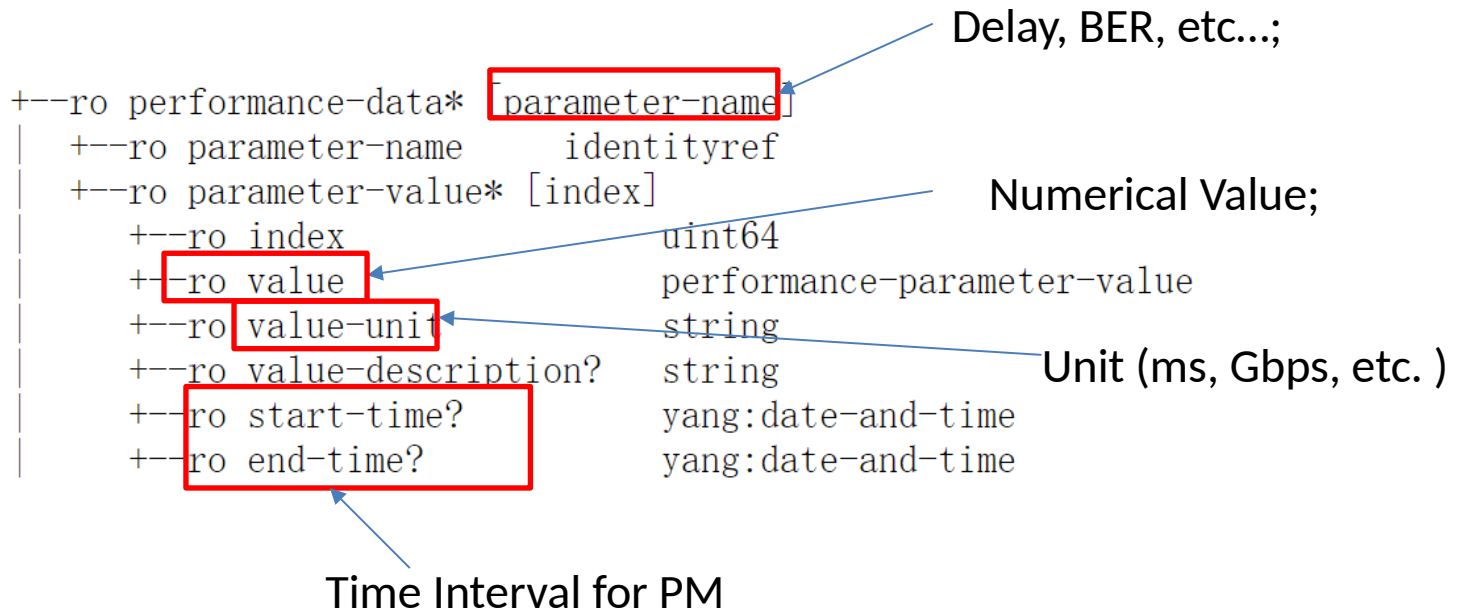 Delay, BER, etc...;
+--ro performance-data* [parameter-name]
| +--ro parameter-name identityref
| +--ro parameter-value* [index]
Numerical Value;
| +--ro index uint64
| +--ro value performance-parameter-value
| +--ro value-unit string
| +--ro value-description? string
Unit (ms, Gbps, etc. )
| +--ro start-time? yang:date-and-time
| +--ro end-time? yang:date-and-time
Time Interval for PM